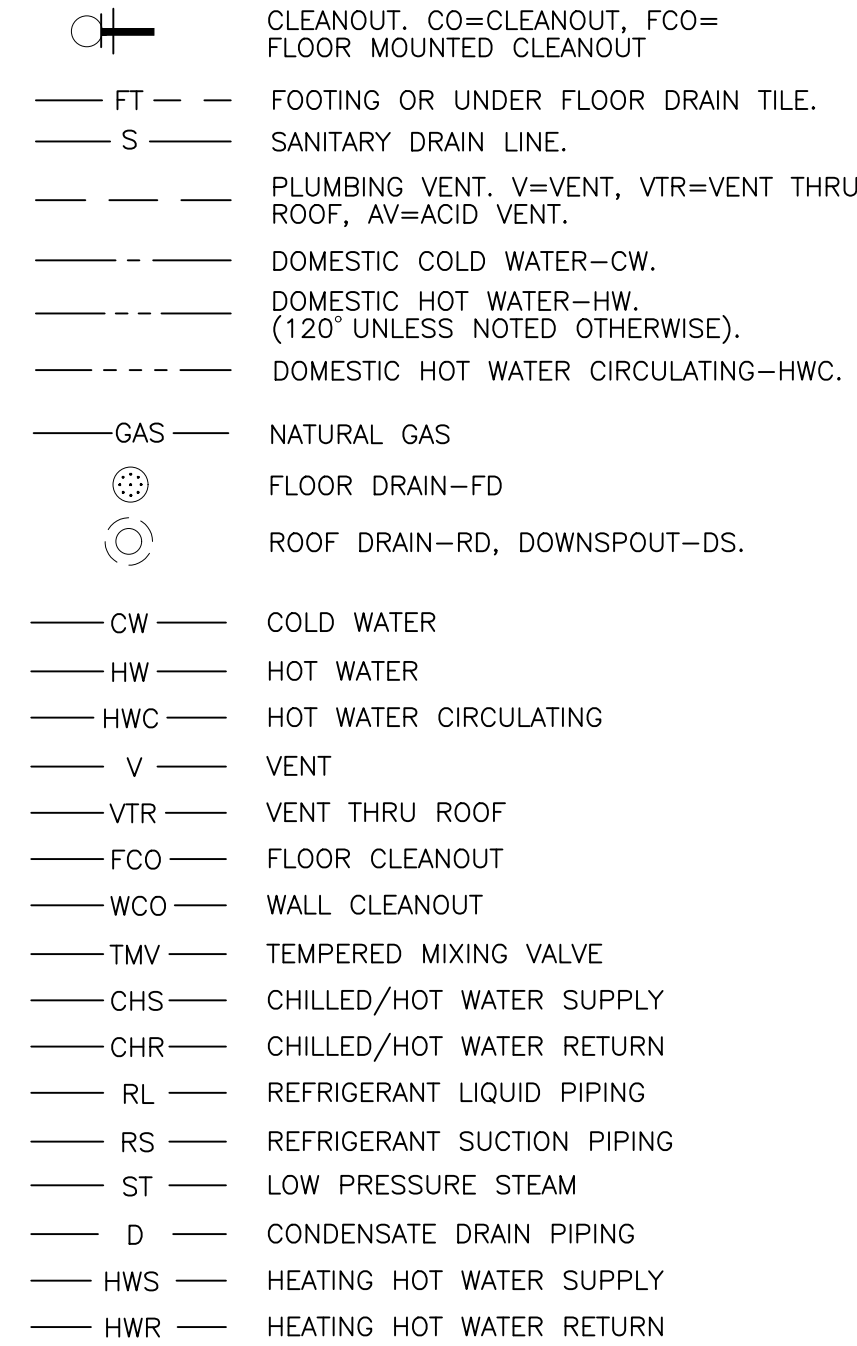 CLEANOUT. CO=CLEANOUT, FCO=
FLOOR MOUNTED CLEANOUT
FT FOOTING OR UNDER FLOOR DRAIN TILE.
S SANITARY DRAIN LINE.
PLUMBING VENT. V=VENT, VTR=VENT THRU
ROOF, AV=ACID VENT.
DOMESTIC COLD WATER-CW.
DOMESTIC HOT WATER-HW.
(120° UNLESS NOTED OTHERWISE).
DOMESTIC HOT WATER CIRCULATING-HWC.
GAS NATURAL GAS
FLOOR DRAIN-FD
ROOF DRAIN-RD, DOWNSPOUT-DS.
CW COLD WATER
HW HOT WATER
HWC HOT WATER CIRCULATING
V VENT
VTR VENT THRU ROOF
FCO FLOOR CLEANOUT
WCO WALL CLEANOUT
TMV TEMPERED MIXING VALVE
CHS CHILLED/HOT WATER SUPPLY
CHR CHILLED/HOT WATER RETURN
RL REFRIGERANT LIQUID PIPING
RS REFRIGERANT SUCTION PIPING
ST LOW PRESSURE STEAM
D CONDENSATE DRAIN PIPING
HWS HEATING HOT WATER SUPPLY
HWR HEATING HOT WATER RETURN